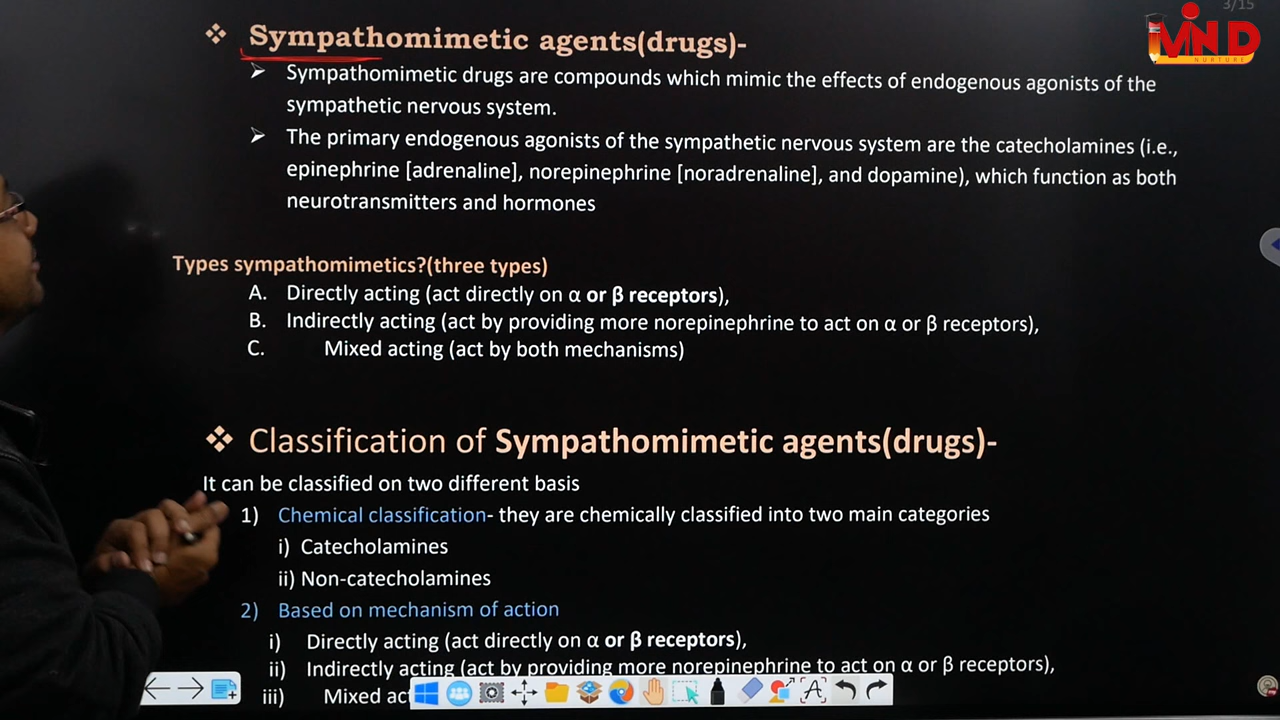 3/15
MIND
NURTURE
❖ Sympathomimetic agents(drugs)-
➢ Sympathomimetic drugs are compounds which mimic the effects of endogenous agonists of the
sympathetic nervous system.
➢ The primary endogenous agonists of the sympathetic nervous system are the catecholamines (i.e.,
epinephrine [adrenaline], norepinephrine [noradrenaline], and dopamine), which function as both
neurotransmitters and hormones
Types sympathomimetics?(three types)
A. Directly acting (act directly on α or β receptors),
B. Indirectly acting (act by providing more norepinephrine to act on α or β receptors),
C. Mixed acting (act by both mechanisms)
❖ Classification of Sympathomimetic agents(drugs)-
It can be classified on two different basis
1) Chemical classification- they are chemically classified into two main categories
i) Catecholamines
ii) Non-catecholamines
2) Based on mechanism of action
i) Directly acting (act directly on α or β receptors),
ii) Indirectly acting (act by providing more norepinephrine to act on α or β receptors),
iii) Mixed act